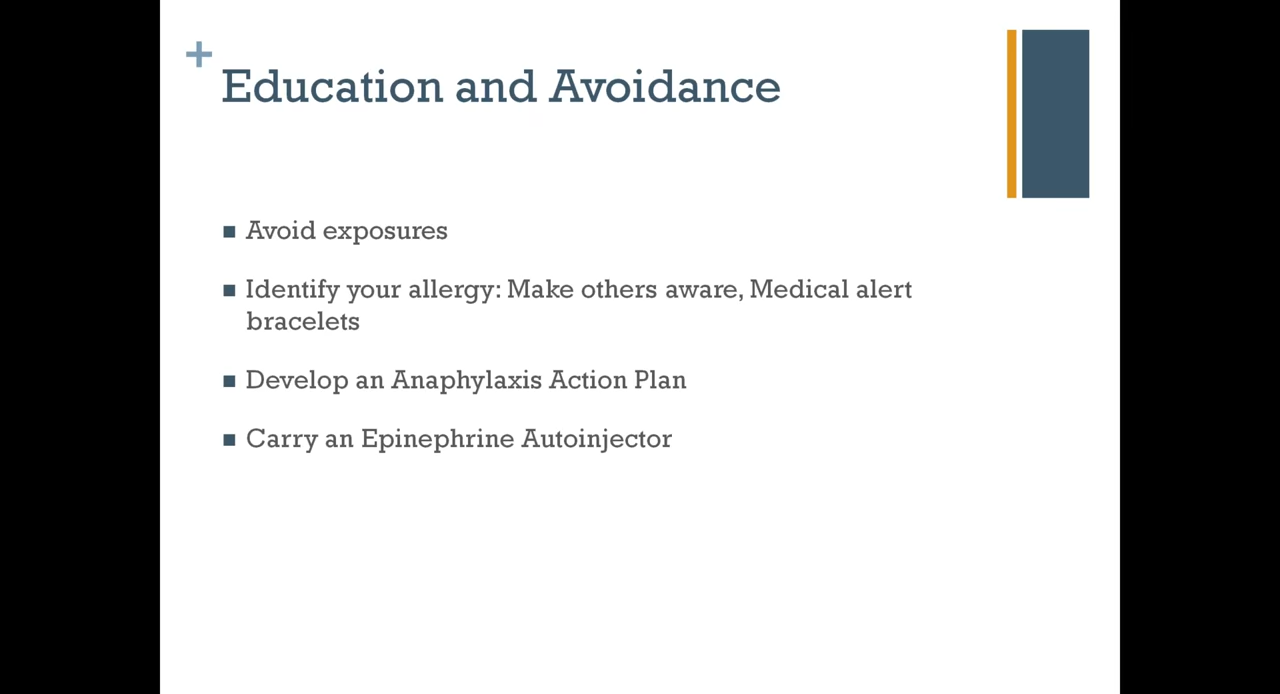 +
Education and Avoidance
■ Avoid exposures
■ Identify your allergy: Make others aware, Medical alert
bracelets
■ Develop an Anaphylaxis Action Plan
■ Carry an Epinephrine Autoinjector